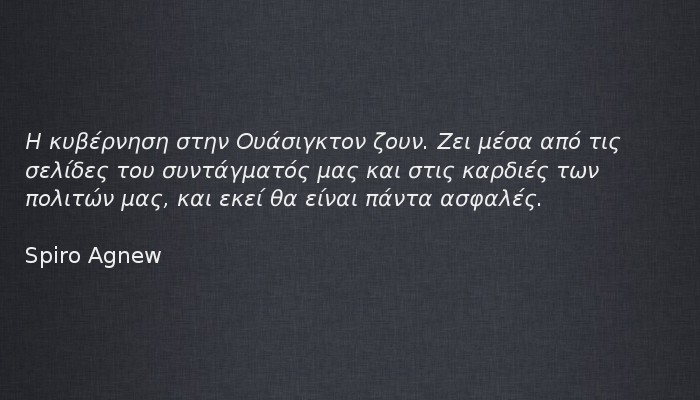 Η κυβέρνηση στην Ουάσιγκτον ζουν. Ζει μέσα από τις
σελίδες του συντάγματός μας και στις καρδιές των
πολιτών μας, και εκεί θα είναι πάντα ασφαλές.
Spiro Agnew